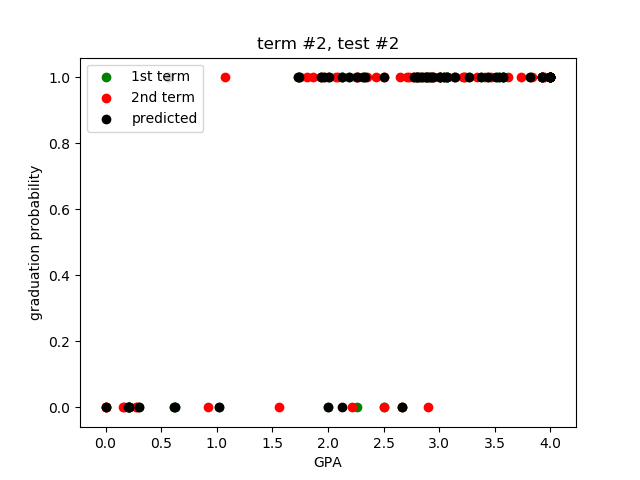 term #2, test #2
1st term
2nd term
predicted
graduation probability
1.0
0.8
0.6
0.4
0.2
0.0
0.0 0.5 1.0 1.5 2.0 2.5 3.0 3.5 4.0
GPA